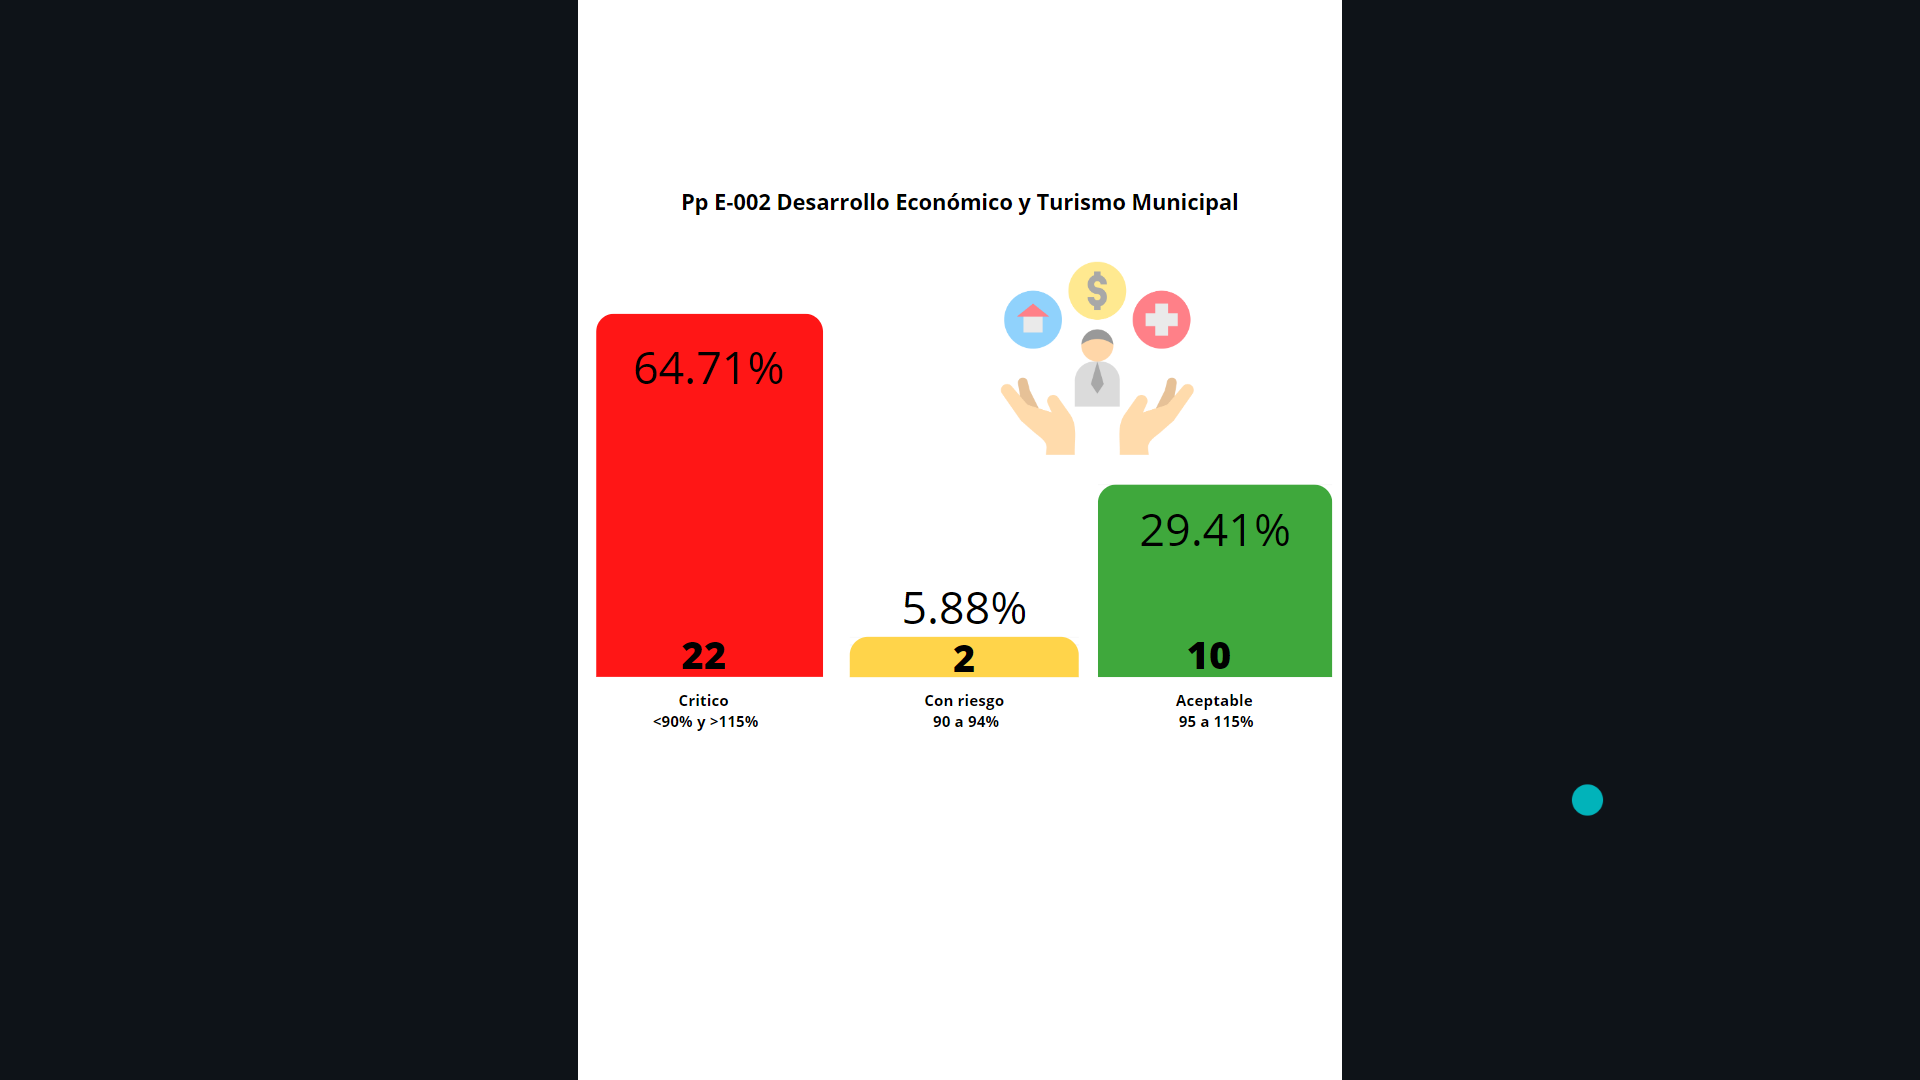 Pp E-002 Desarrollo Económico y Turismo Municipal
$
64.71%
29.41%
5.88%
22
2
10
Critico
<90% y >115%
Con riesgo
90 a 94%
Aceptable
95 a 115%